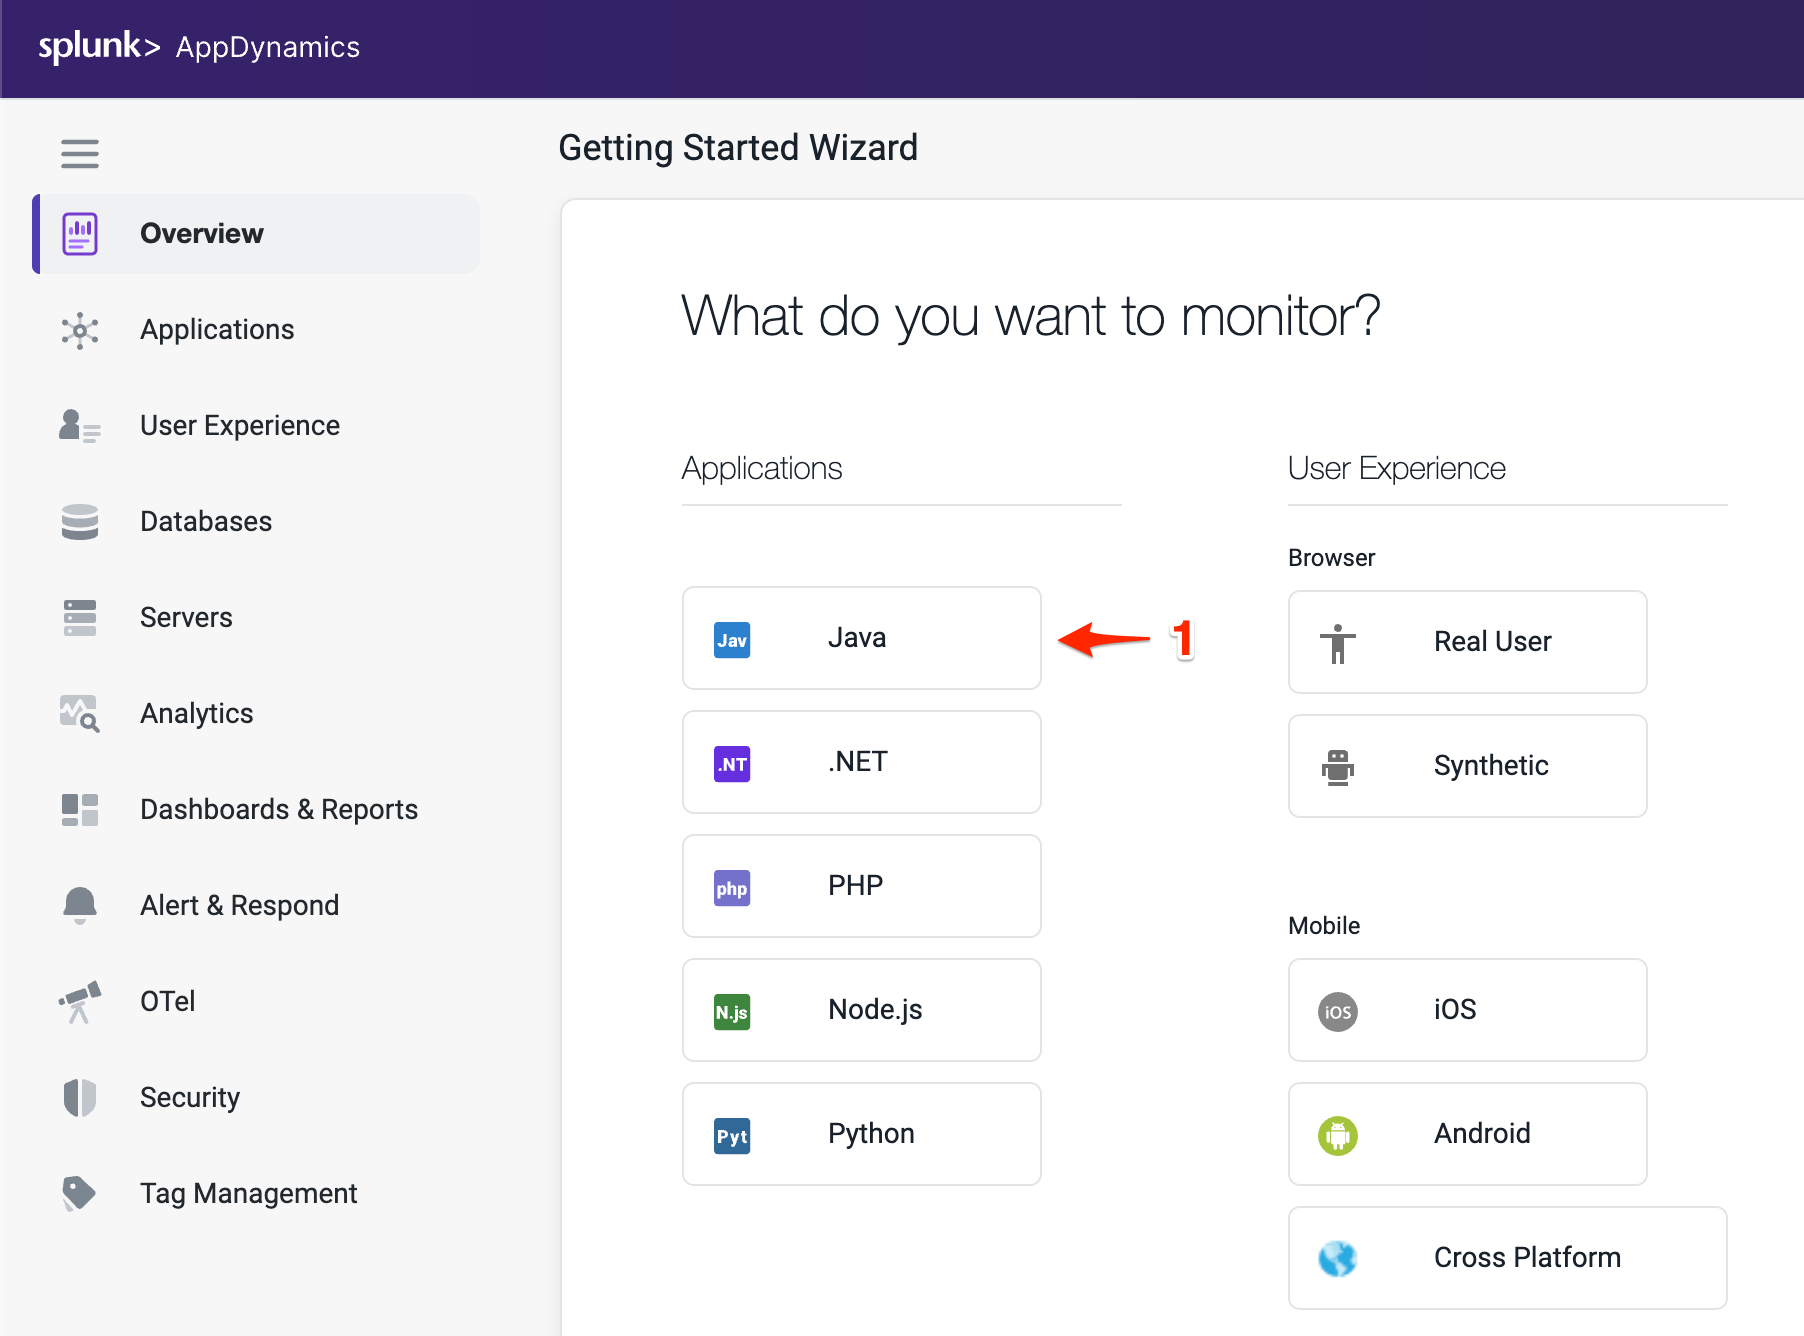 splunk> AppDynamics
Getting Started Wizard
Overview
Applications
User Experience
Databases
Servers
Analytics
Dashboards & Reports
Alert & Respond
OTel
Security
Tag Management
What do you want to monitor?
Applications
Jav Java
1
.NT .NET
php PHP
N.js Node.js
Pyt Python
User Experience
Browser
Real User
Synthetic
Mobile
iOS iOS
Android
Cross Platform